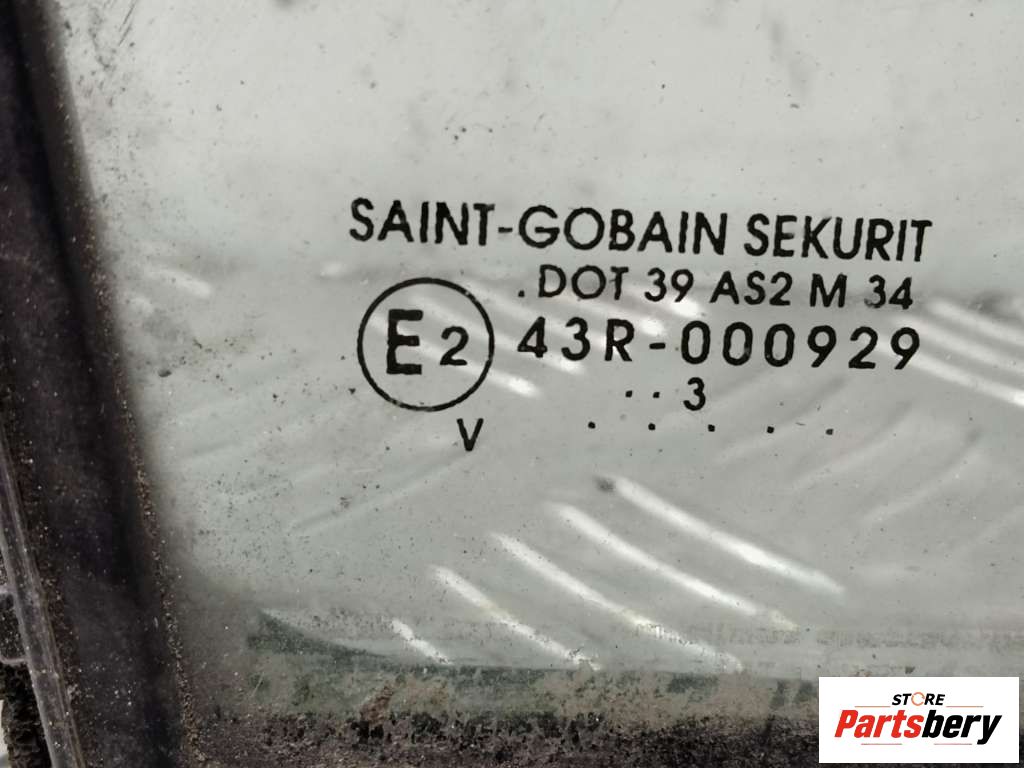 SAINT-GOBAIN SEKURIT
.DOT 39 AS2 M 34
E2 43R-000929
..3
V .....
STORE
Partsbery